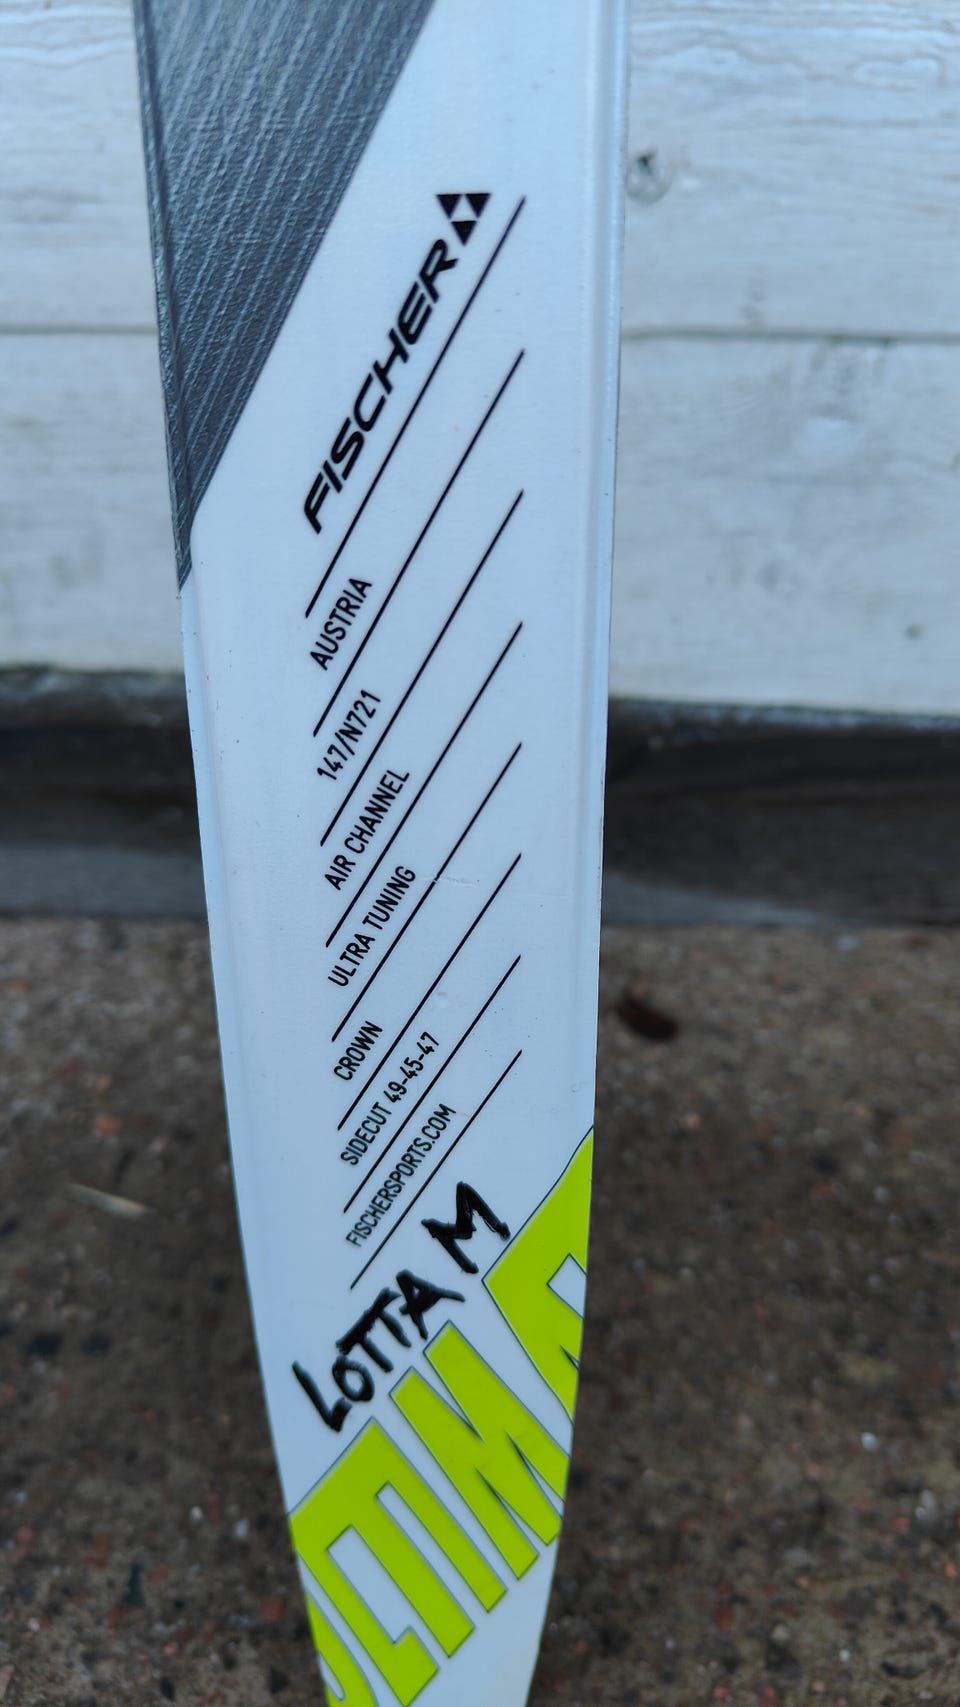 FISCHER
AUSTRIA
147/N721
AIR CHANNEL
ULTRA TUNING
CROWN
SIDECUT 49-45-47
FISCHERSPORTS.COM
LOTTA M